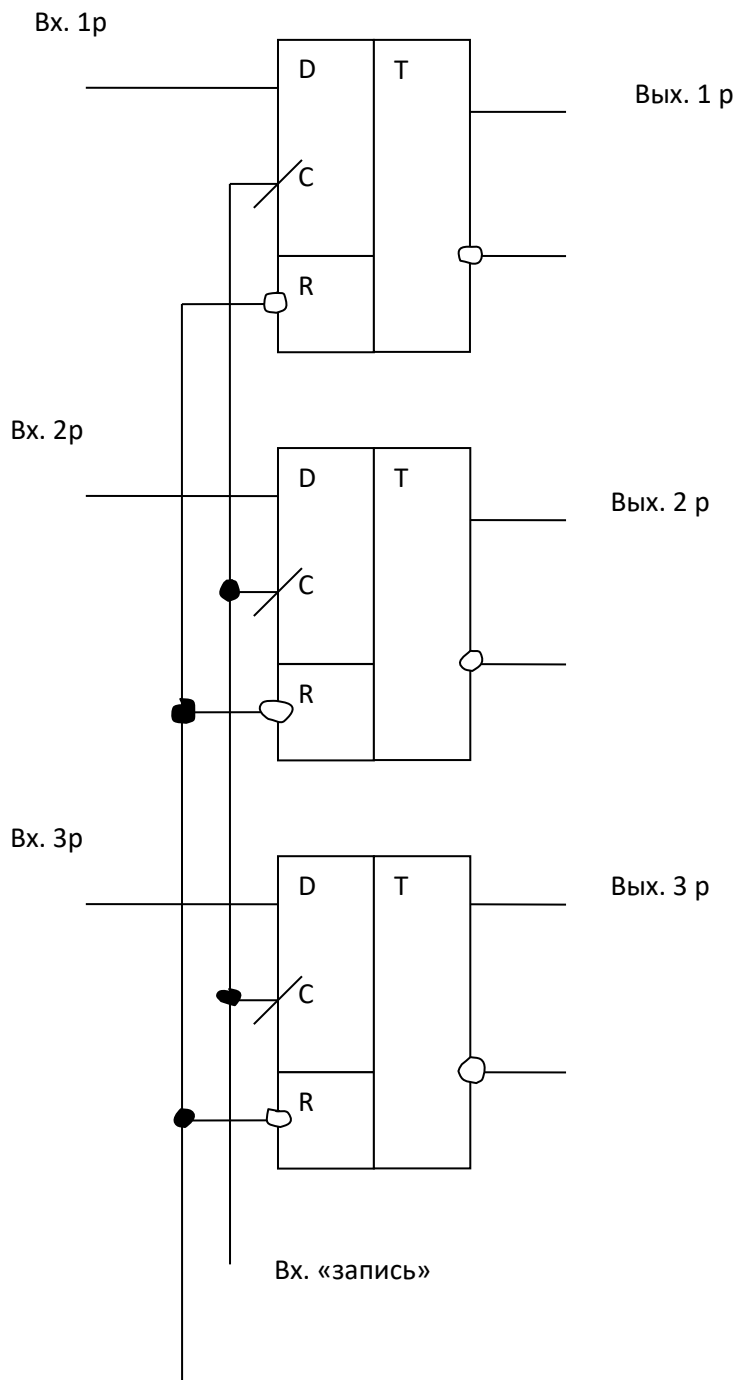 Вх. 1р
D
T
Вых. 1 р
C
R
Вх. 2р
D
T
Вых. 2 р
C
R
Вх. 3р
D
T
Вых. 3 р
C
R
Вх. «запись»